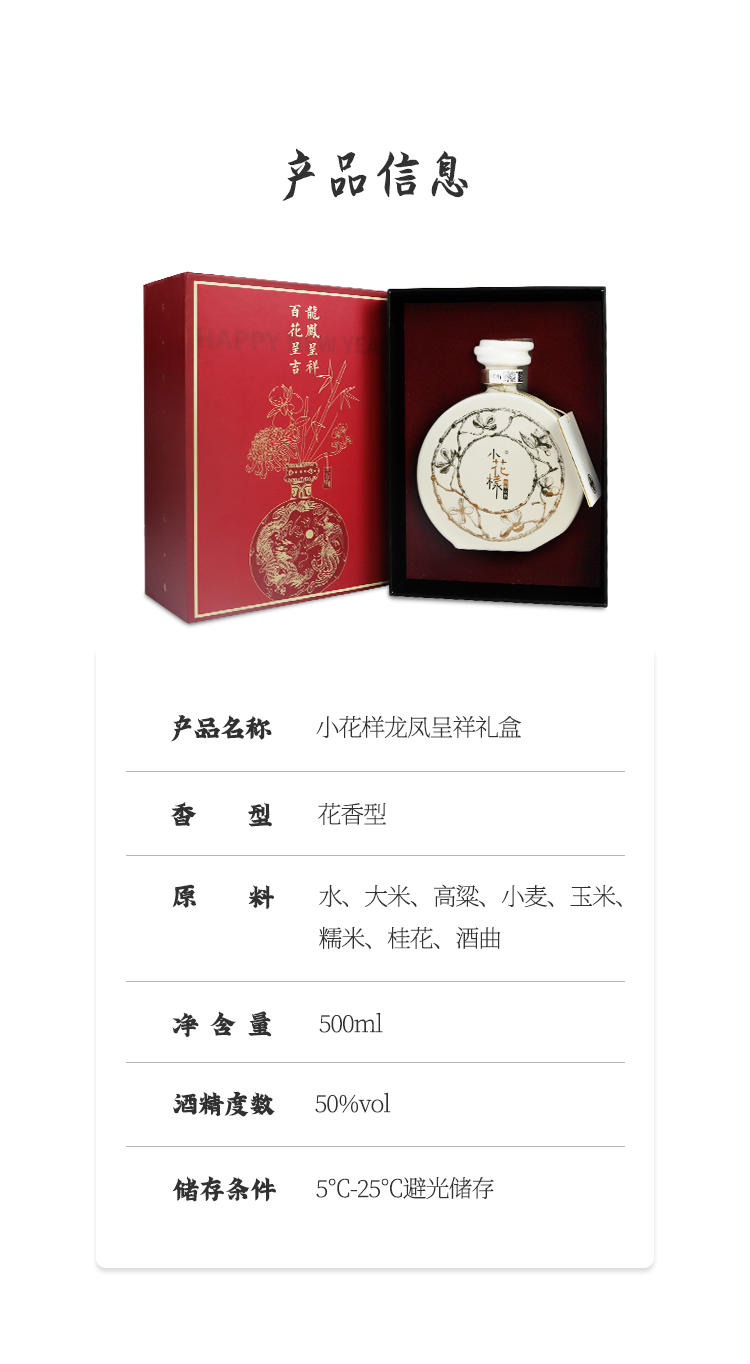 产品信息
龍鳳呈祥
百花呈吉
HAPPY
小花様
产品名称 小花样龙凤呈祥礼盒
香型 花香型
原料 水、大米、高粱、小麦、玉米、
糯米、桂花、酒曲
净含量 500ml
酒精度数 50%vol
储存条件 5°C-25°C避光储存